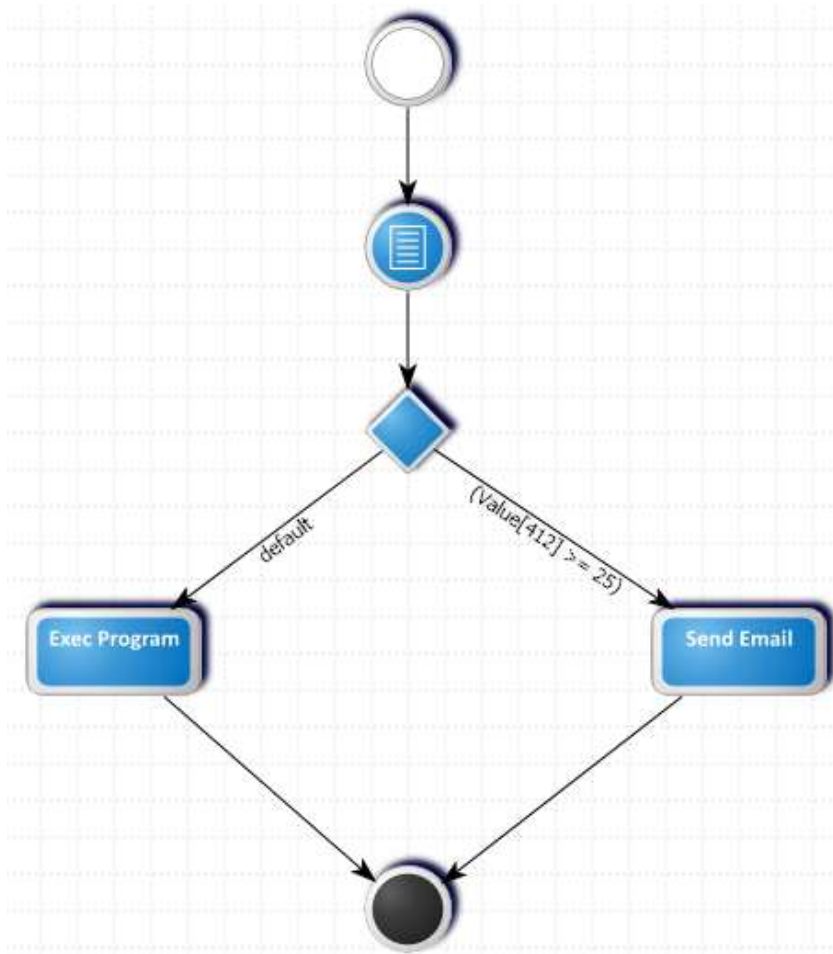 default
(Value[412] >= 25)
Exec Program
Send Email